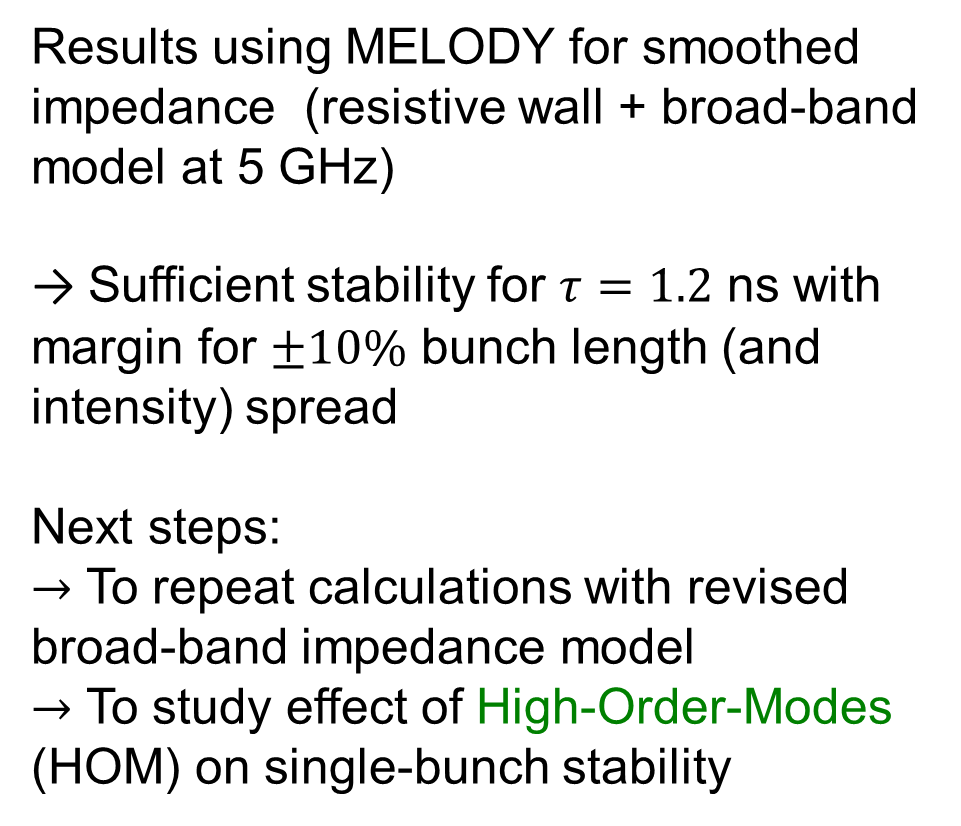 Results using MELODY for smoothed
impedance (resistive wall + broad-band
model at 5 GHz)
→ Sufficient stability for τ = 1.2 ns with
margin for ±10% bunch length (and
intensity) spread
Next steps:
→ To repeat calculations with revised
broad-band impedance model
→ To study effect of High-Order-Modes
(HOM) on single-bunch stability